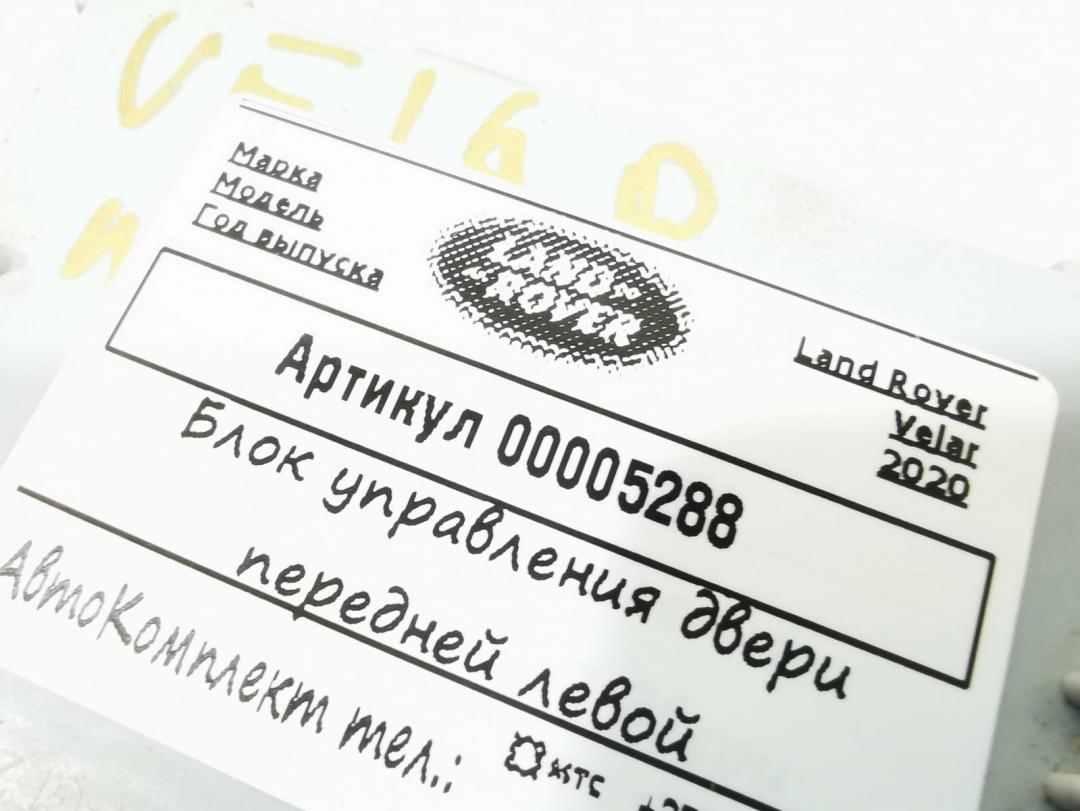 Марка
Модель
Год выпуска
LAND-
-ROVER
Land Rover
Velar
2020
Артикул 00005288
Блок управления двери
передней левой
АвтоКомплект тел.:
мтс